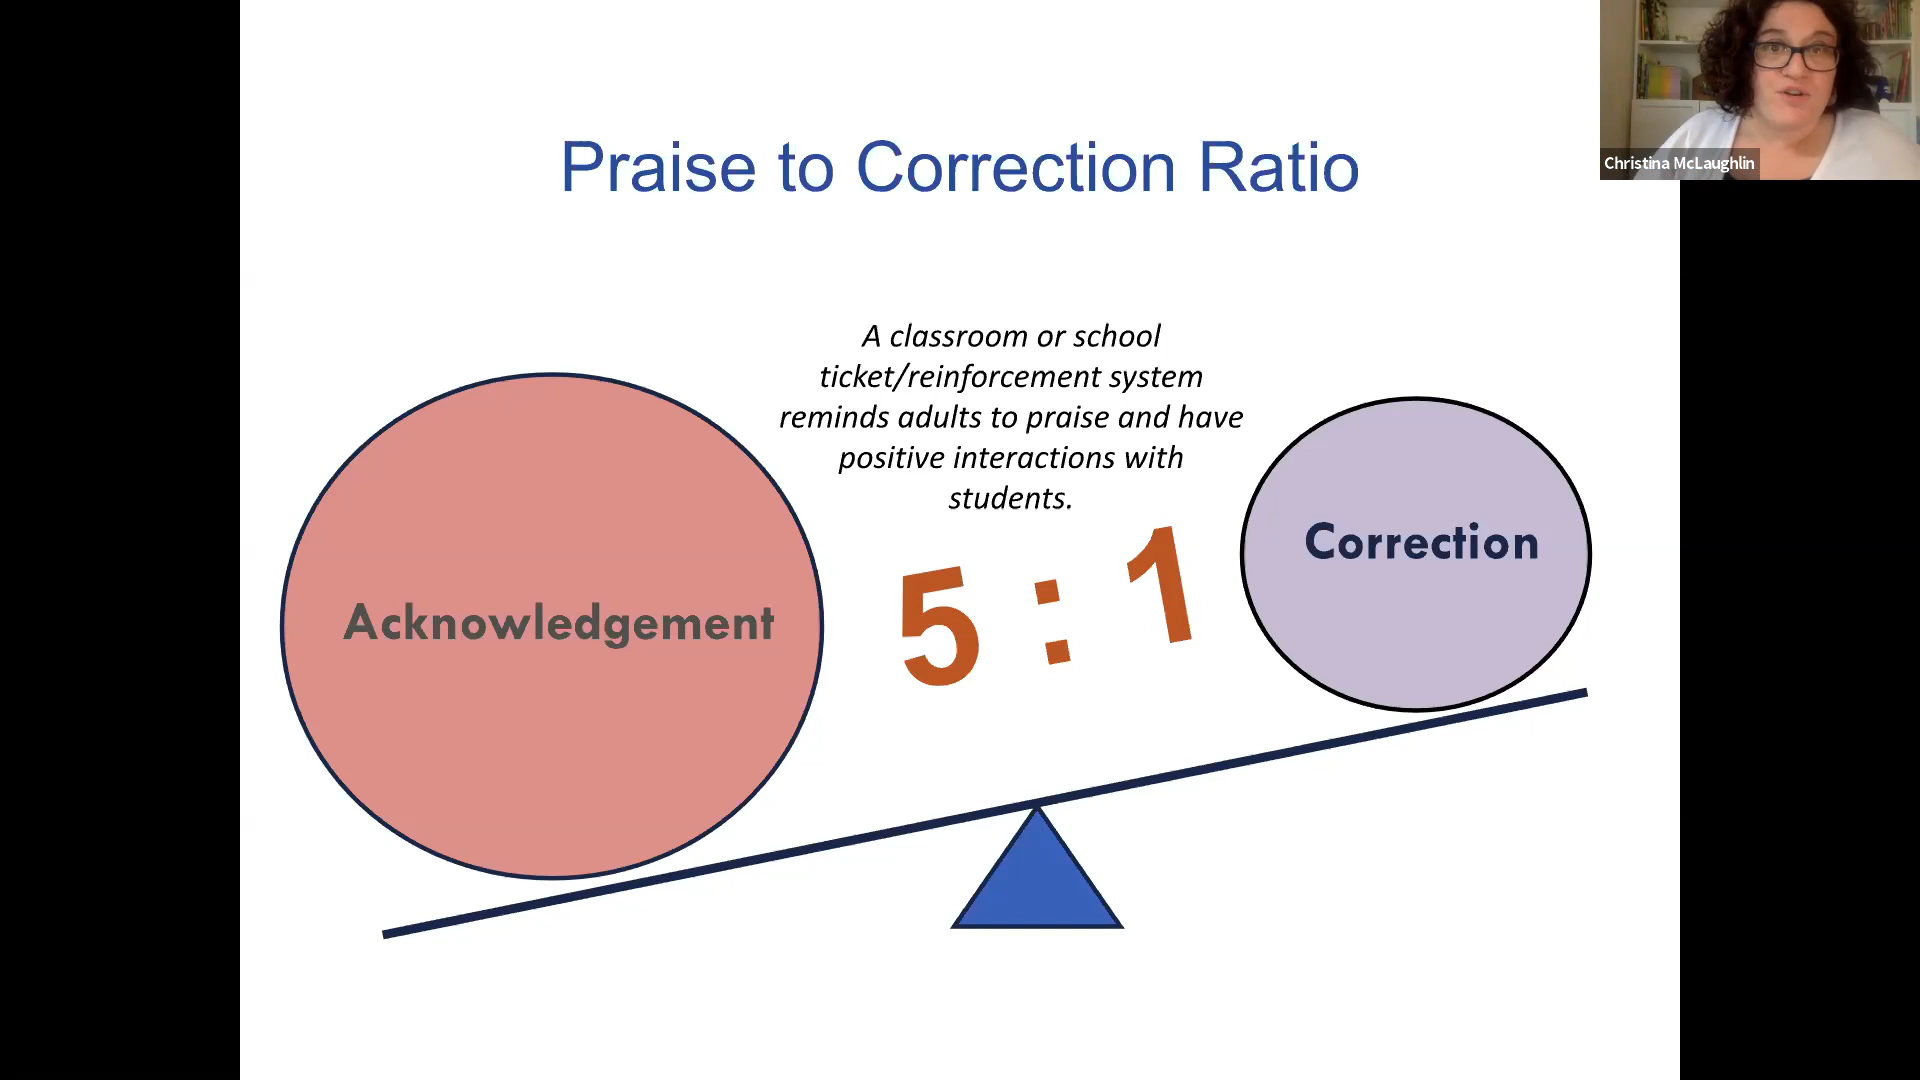 Praise to Correction Ratio
Christina McLaughlin
A classroom or school
ticket/reinforcement system
reminds adults to praise and have
positive interactions with
students.
5 : 1
Correction
Acknowledgement